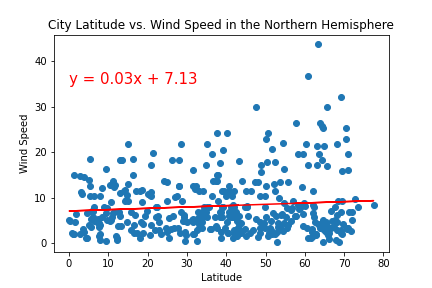 City Latitude vs. Wind Speed in the Northern Hemisphere
y = 0.03x + 7.13
Wind Speed
40
30
20
10
0
0 10 20 30 40 50 60 70 80
Latitude